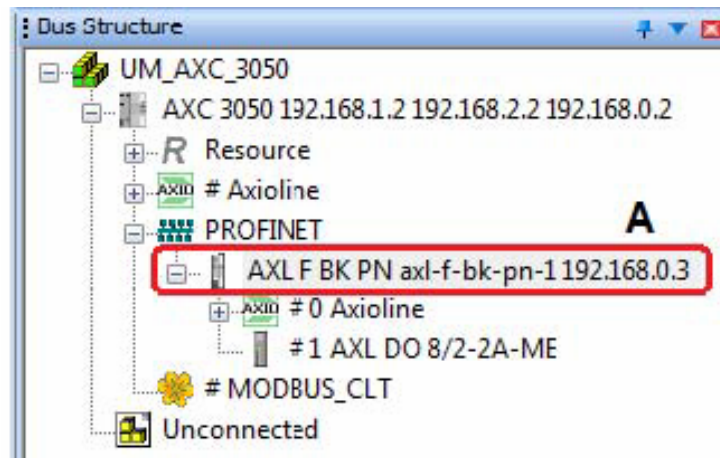 Bus Structure
UM_AXC_3050
AXC 3050 192.168.1.2 192.168.2.2 192.168.0.2
R Resource
AXIO # Axioline
PROFINET
A
AXL F BK PN axl-f-bk-pn-1 192.168.0.3
AXIO # 0 Axioline
# 1 AXL DO 8/2-2A-ME
# MODBUS_CLT
Unconnected